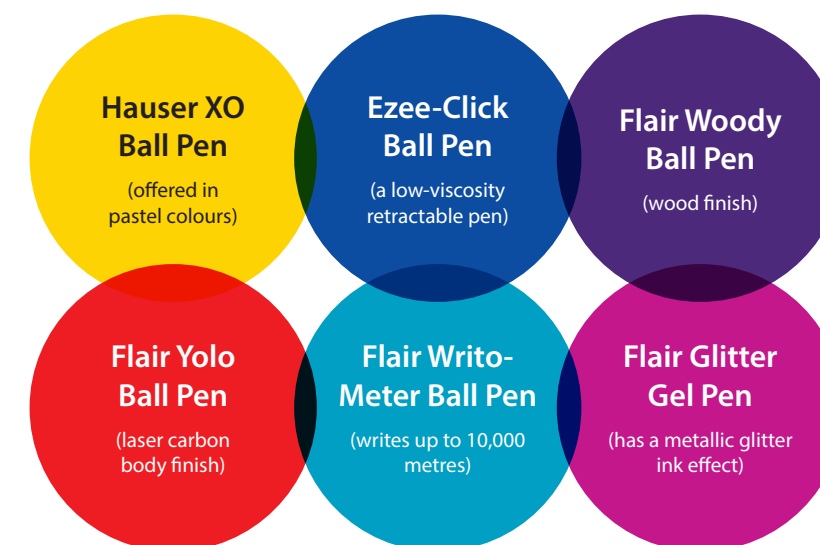 Hauser XO
Ball Pen
(offered in
pastel colours)
Ezee-Click
Ball Pen
(a low-viscosity
retractable pen)
Flair Woody
Ball Pen
(wood finish)
Flair Yolo
Ball Pen
(laser carbon
body finish)
Flair Writo-
Meter Ball Pen
(writes up to 10,000
metres)
Flair Glitter
Gel Pen
(has a metallic glitter
ink effect)